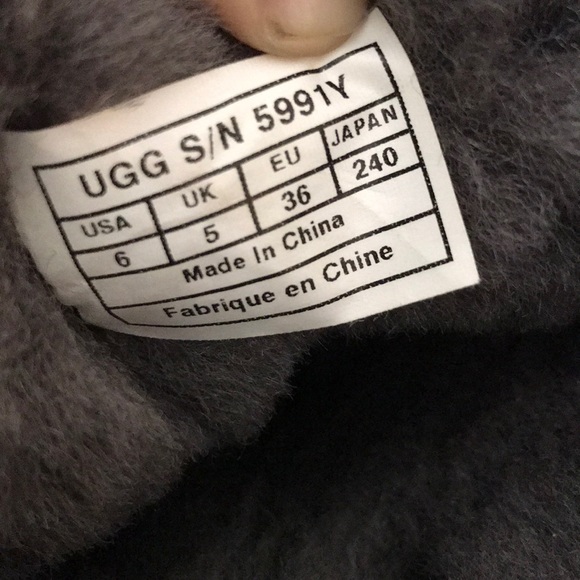 UGG S/N 5991Y
USA UK EU JAPAN
6 5 36 240
Made In China
Fabrique en Chine